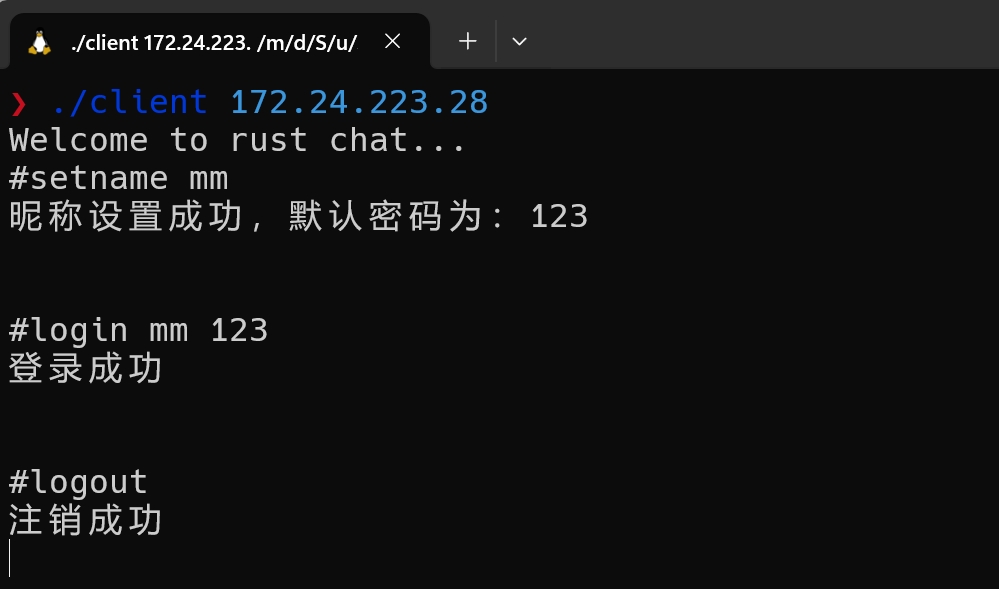 ./client 172.24.223. /m/d/S/u/
❯ ./client 172.24.223.28
Welcome to rust chat...
#setname mm
昵称设置成功，默认密码为：123
#login mm 123
登录成功
#logout
注销成功